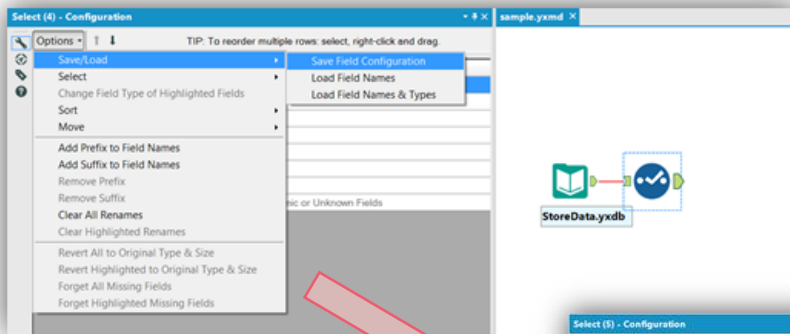 Select (4) - Configuration
sample.yxmd
Options
TIP: To reorder multiple rows: select, right-click and drag.
Save/Load
Save Field Configuration
Select
Load Field Names
Change Field Type of Highlighted Fields
Load Field Names & Types
Sort
Move
Add Prefix to Field Names
Add Suffix to Field Names
Remove Prefix
Remove Suffix
nic or Unknown Fields
Clear All Renames
Clear Highlighted Renames
StoreData.yxdb
Revert All to Original Type & Size
Revert Highlighted to Original Type & Size
Forget All Missing Fields
Forget Highlighted Missing Fields
Select (5) - Configuration